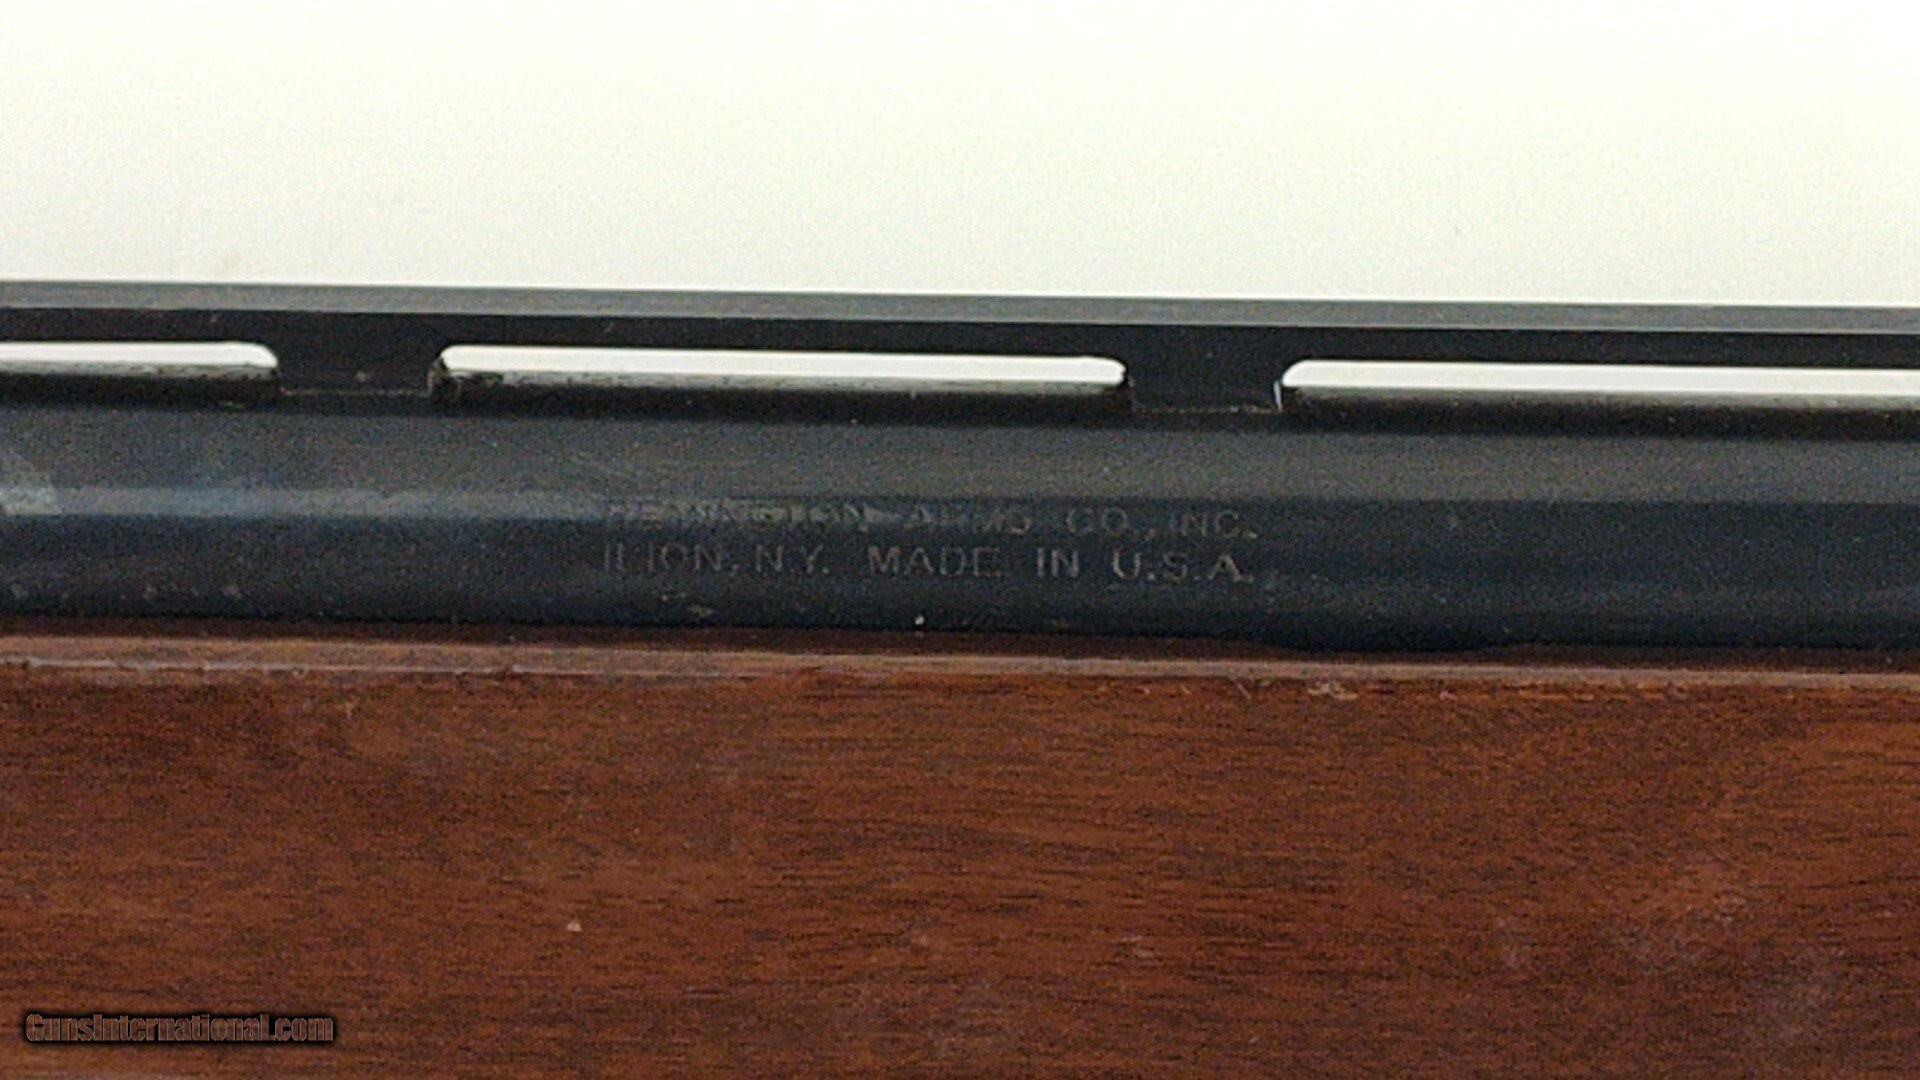 REMINGTON ARMS CO., INC.
ILION, N.Y. MADE IN U.S.A.
GunsInternational.com